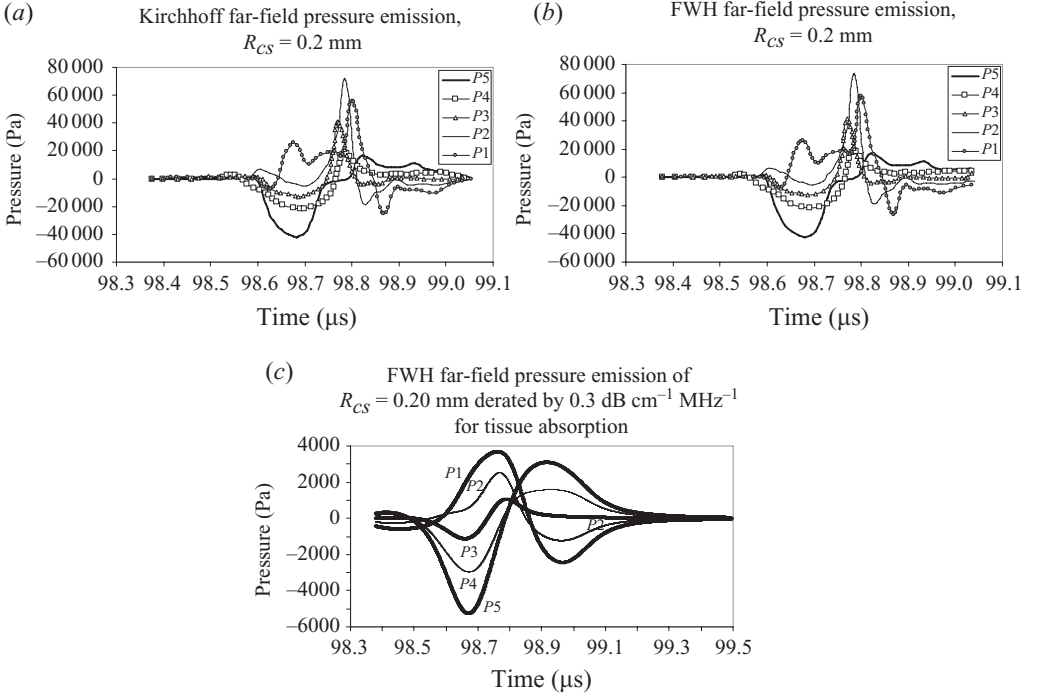 (a)
Kirchhoff far-field pressure emission,
R_CS = 0.2 mm
80 000
60 000
40 000
20 000
0
–20 000
–40 000
–60 000
Pressure (Pa)
P5
P4
P3
P2
P1
98.3 98.4 98.5 98.6 98.7 98.8 98.9 99.0 99.1
Time (μs)
(b)
FWH far-field pressure emission,
R_CS = 0.2 mm
80 000
60 000
40 000
20 000
0
–20 000
–40 000
–60 000
Pressure (Pa)
P5
P4
P3
P2
P1
98.3 98.4 98.5 98.6 98.7 98.8 98.9 99.0 99.1
Time (μs)
(c)
FWH far-field pressure emission of
R_CS = 0.20 mm derated by 0.3 dB cm⁻¹ MHz⁻¹
for tissue absorption
4000
2000
0
–2000
–4000
–6000
Pressure (Pa)
P1
P2
P2
P3
P4
P5
98.3 98.5 98.7 98.9 99.1 99.3 99.5
Time (μs)